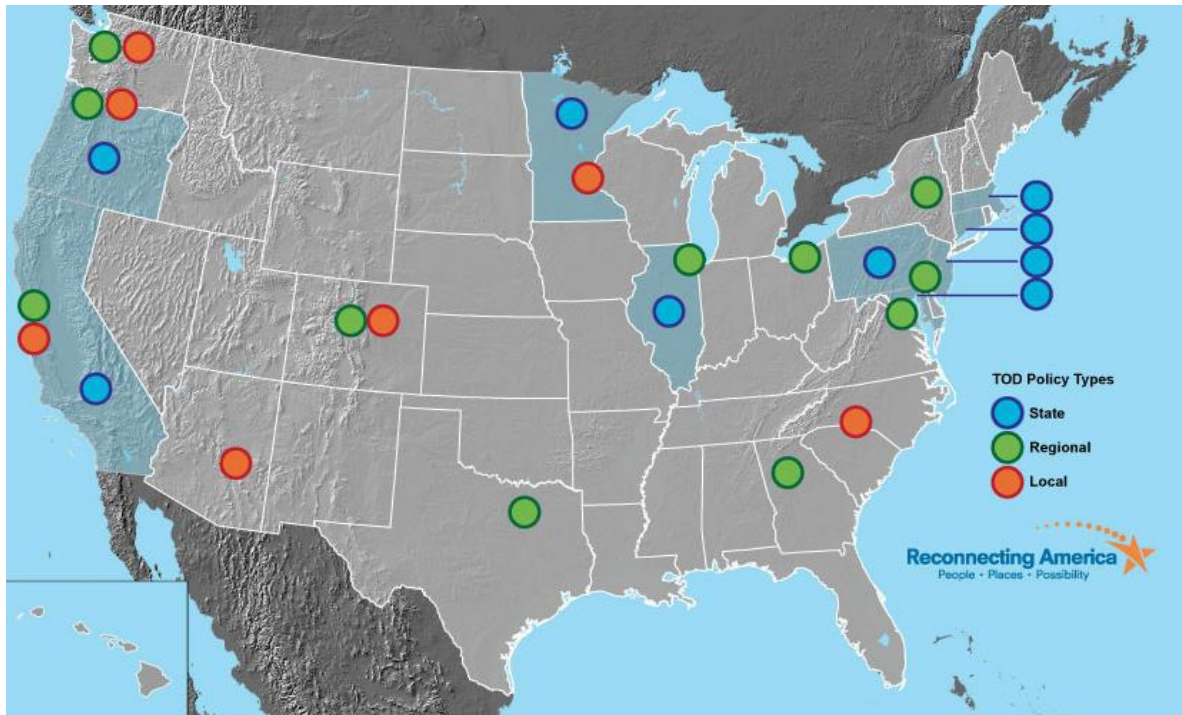 TOD Policy Types
State
Regional
Local
Reconnecting America
People • Places • Possibility